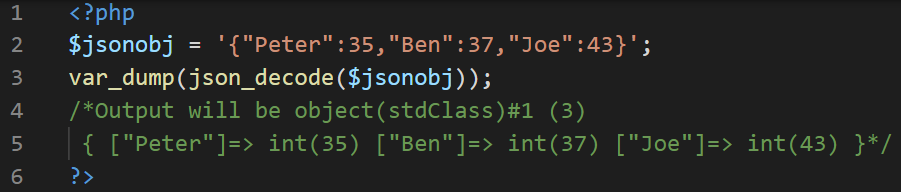 1 <?php
2 $jsonobj = '{"Peter":35,"Ben":37,"Joe":43}';
3 var_dump(json_decode($jsonobj));
4 /*Output will be object(stdClass)#1 (3)
5 { ["Peter"]=> int(35) ["Ben"]=> int(37) ["Joe"]=> int(43) }*/
6 ?>